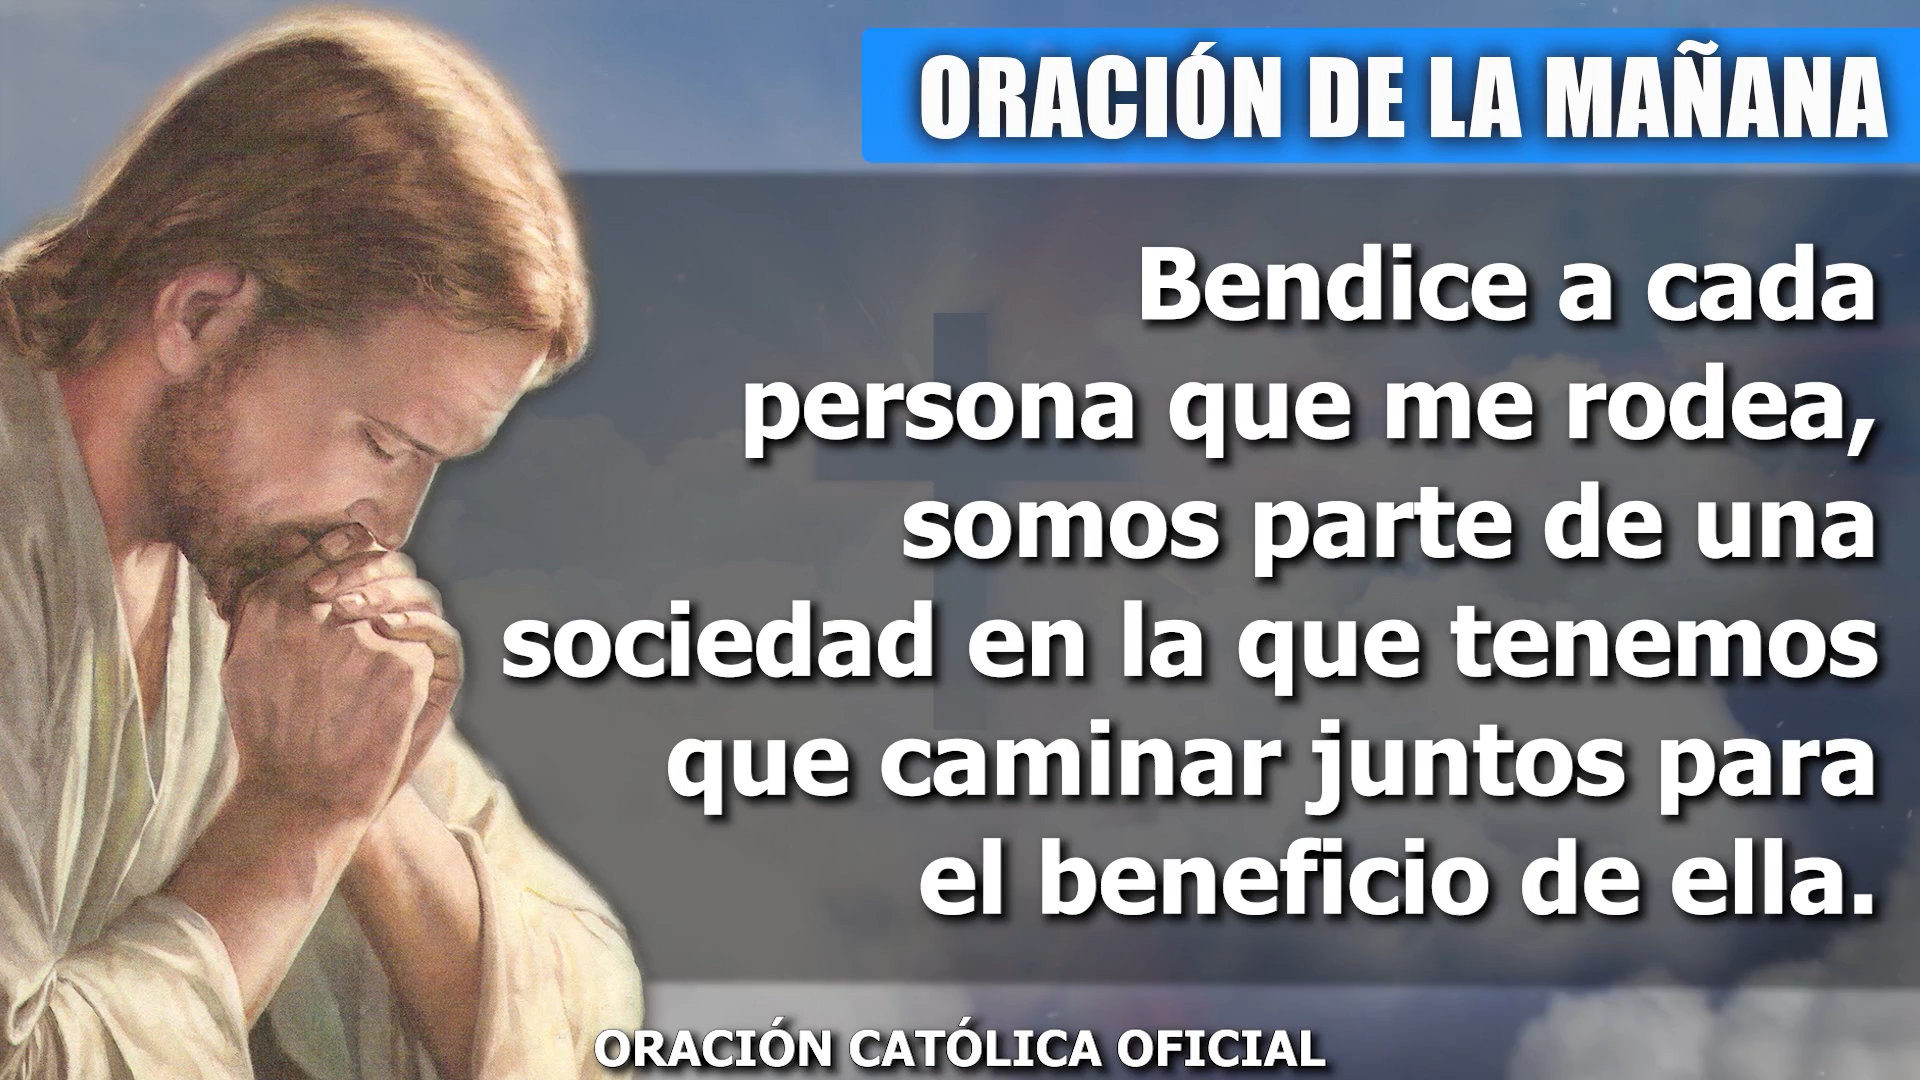 ORACIÓN DE LA MAÑANA
Bendice a cada
persona que me rodea,
somos parte de una
sociedad en la que tenemos
que caminar juntos para
el beneficio de ella.
ORACIÓN CATÓLICA OFICIAL